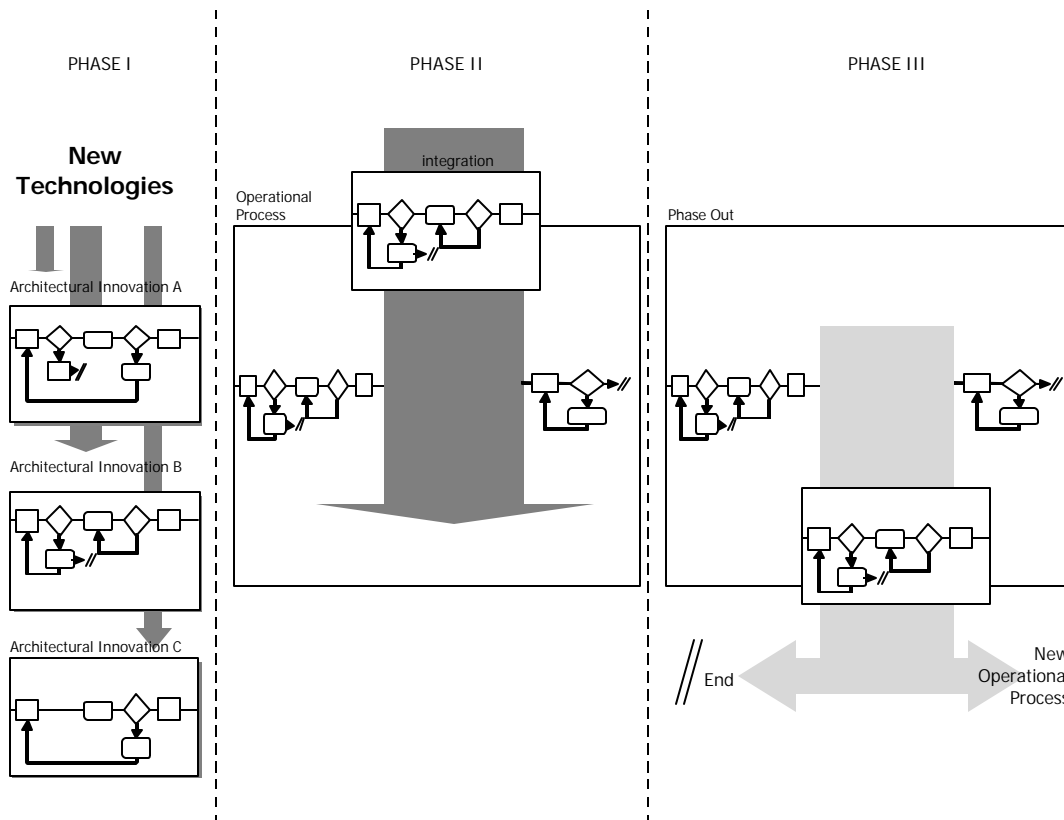 PHASE I
PHASE II
PHASE III
New
Technologies
Architectural Innovation A
Architectural Innovation B
Architectural Innovation C
integration
Operational
Process
Phase Out
End
New
Operational
Process